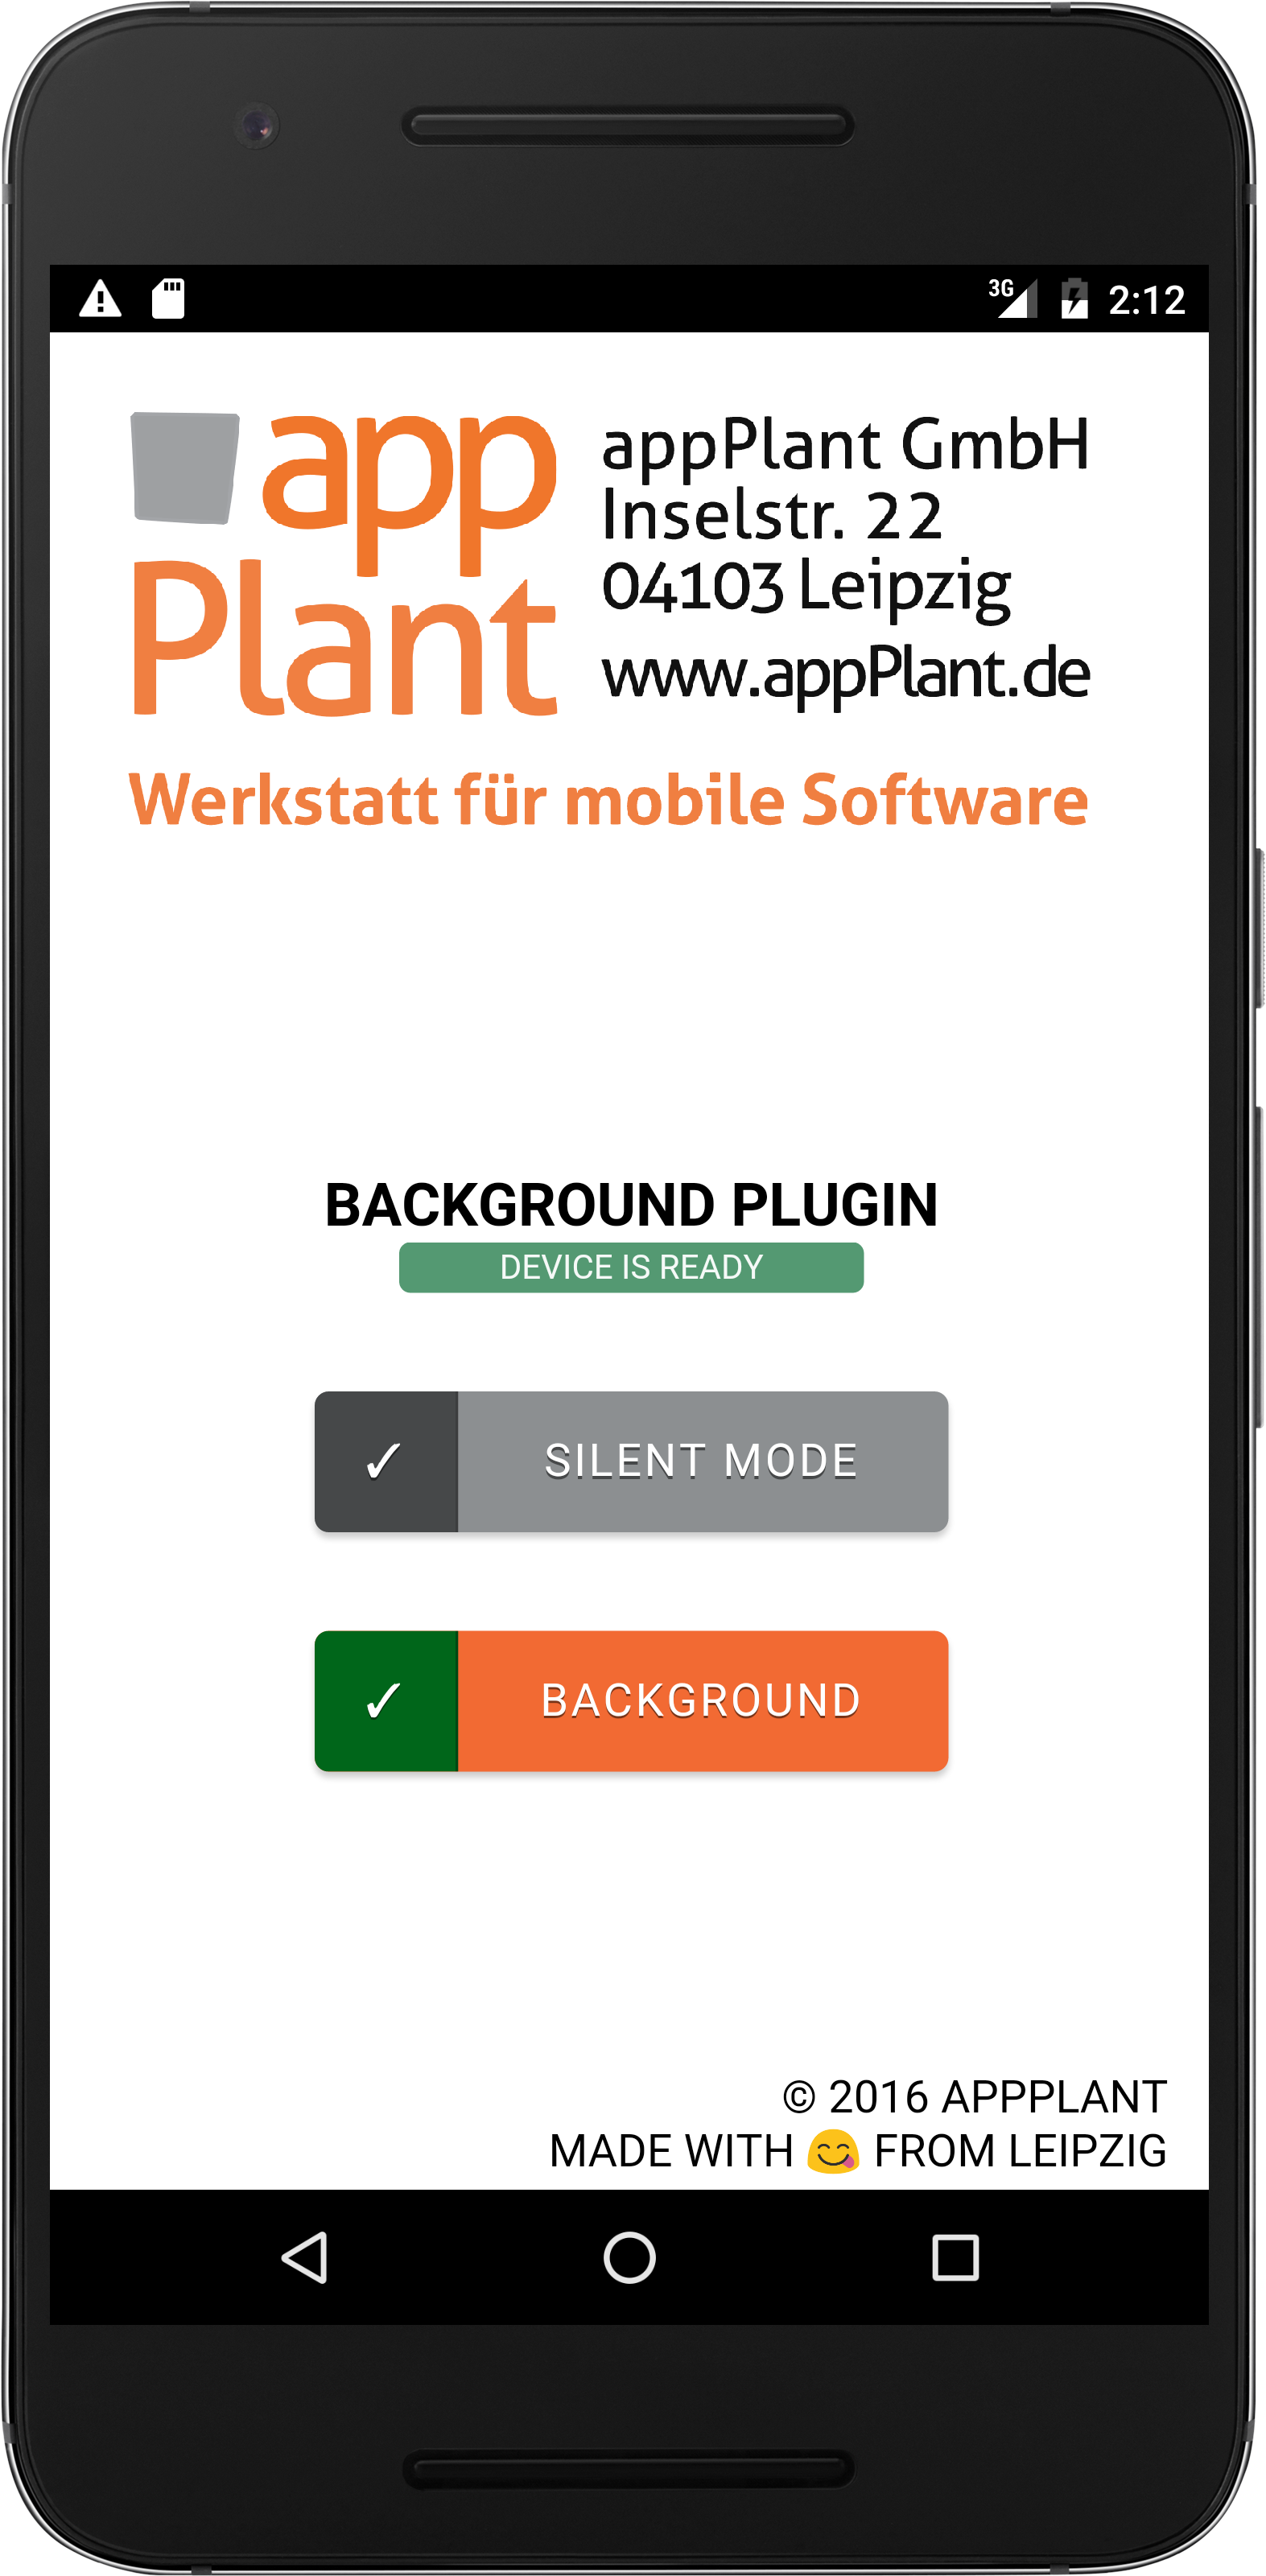 3G 2:12
app
Plant
appPlant GmbH
Inselstr. 22
04103 Leipzig
www.appPlant.de
Werkstatt für mobile Software
BACKGROUND PLUGIN
DEVICE IS READY
✓ SILENT MODE
✓ BACKGROUND
© 2016 APPPLANT
MADE WITH 😋 FROM LEIPZIG